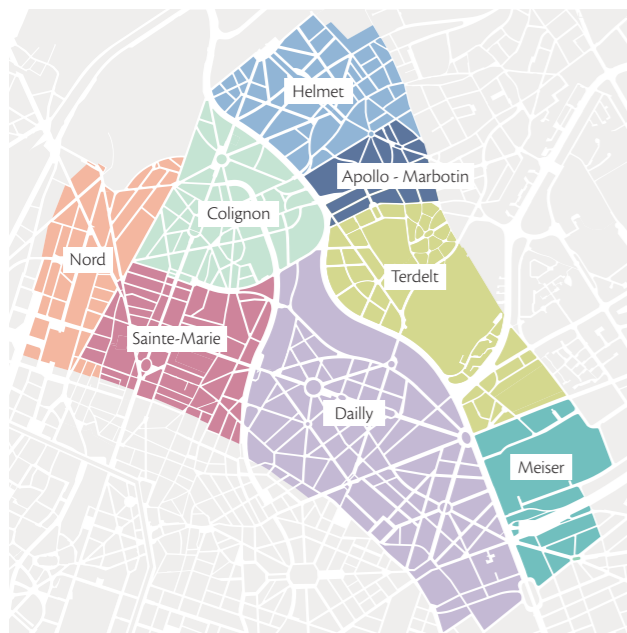 Helmet
Apollo - Marbotin
Colignon
Nord
Terdelt
Sainte-Marie
Dailly
Meiser